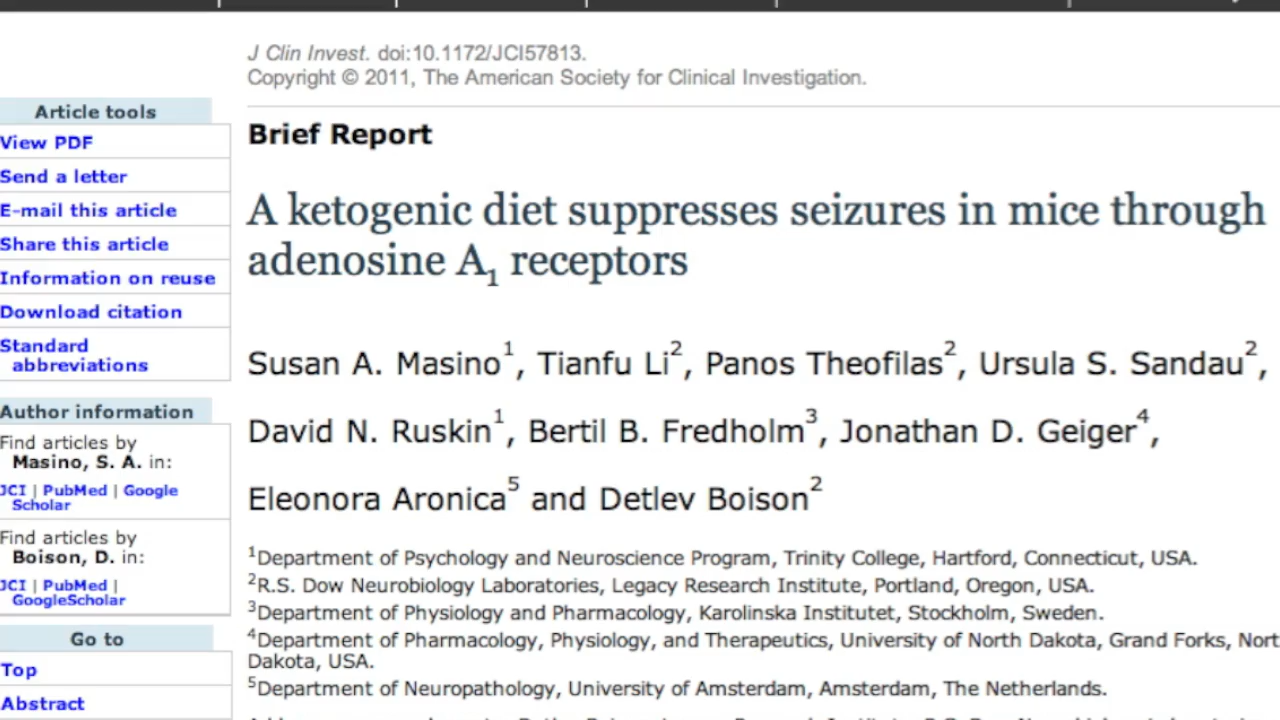 J Clin Invest. doi:10.1172/JCI57813.
Copyright © 2011, The American Society for Clinical Investigation.
Brief Report
A ketogenic diet suppresses seizures in mice through
adenosine A1 receptors
Susan A. Masino1, Tianfu Li2, Panos Theofilas2, Ursula S. Sandau2,
David N. Ruskin1, Bertil B. Fredholm3, Jonathan D. Geiger4,
Eleonora Aronica5 and Detlev Boison2
1Department of Psychology and Neuroscience Program, Trinity College, Hartford, Connecticut, USA.
2R.S. Dow Neurobiology Laboratories, Legacy Research Institute, Portland, Oregon, USA.
3Department of Physiology and Pharmacology, Karolinska Institutet, Stockholm, Sweden.
4Department of Pharmacology, Physiology, and Therapeutics, University of North Dakota, Grand Forks, Nort
Dakota, USA.
5Department of Neuropathology, University of Amsterdam, Amsterdam, The Netherlands.
Article tools
View PDF
Send a letter
E-mail this article
Share this article
Information on reuse
Download citation
Standard
abbreviations
Author information
Find articles by
Masino, S. A. in:
JCI | PubMed | Google
Scholar
Find articles by
Boison, D. in:
JCI | PubMed |
GoogleScholar
Go to
Top
Abstract